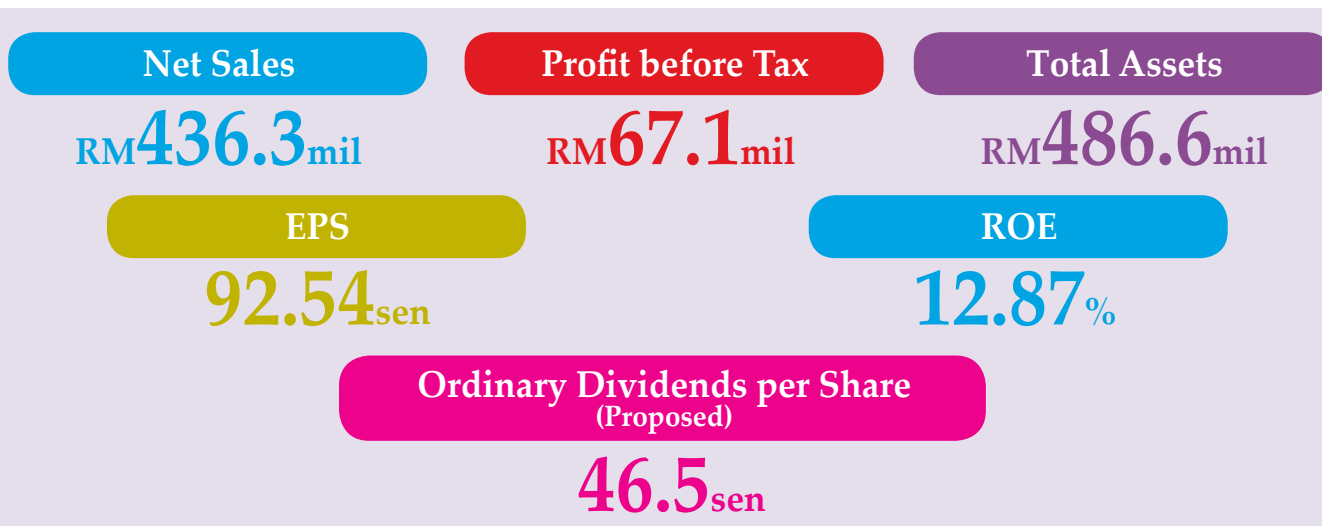 Net Sales
RM436.3mil
Profit before Tax
RM67.1mil
Total Assets
RM486.6mil
EPS
92.54sen
ROE
12.87%
Ordinary Dividends per Share
(Proposed)
46.5sen